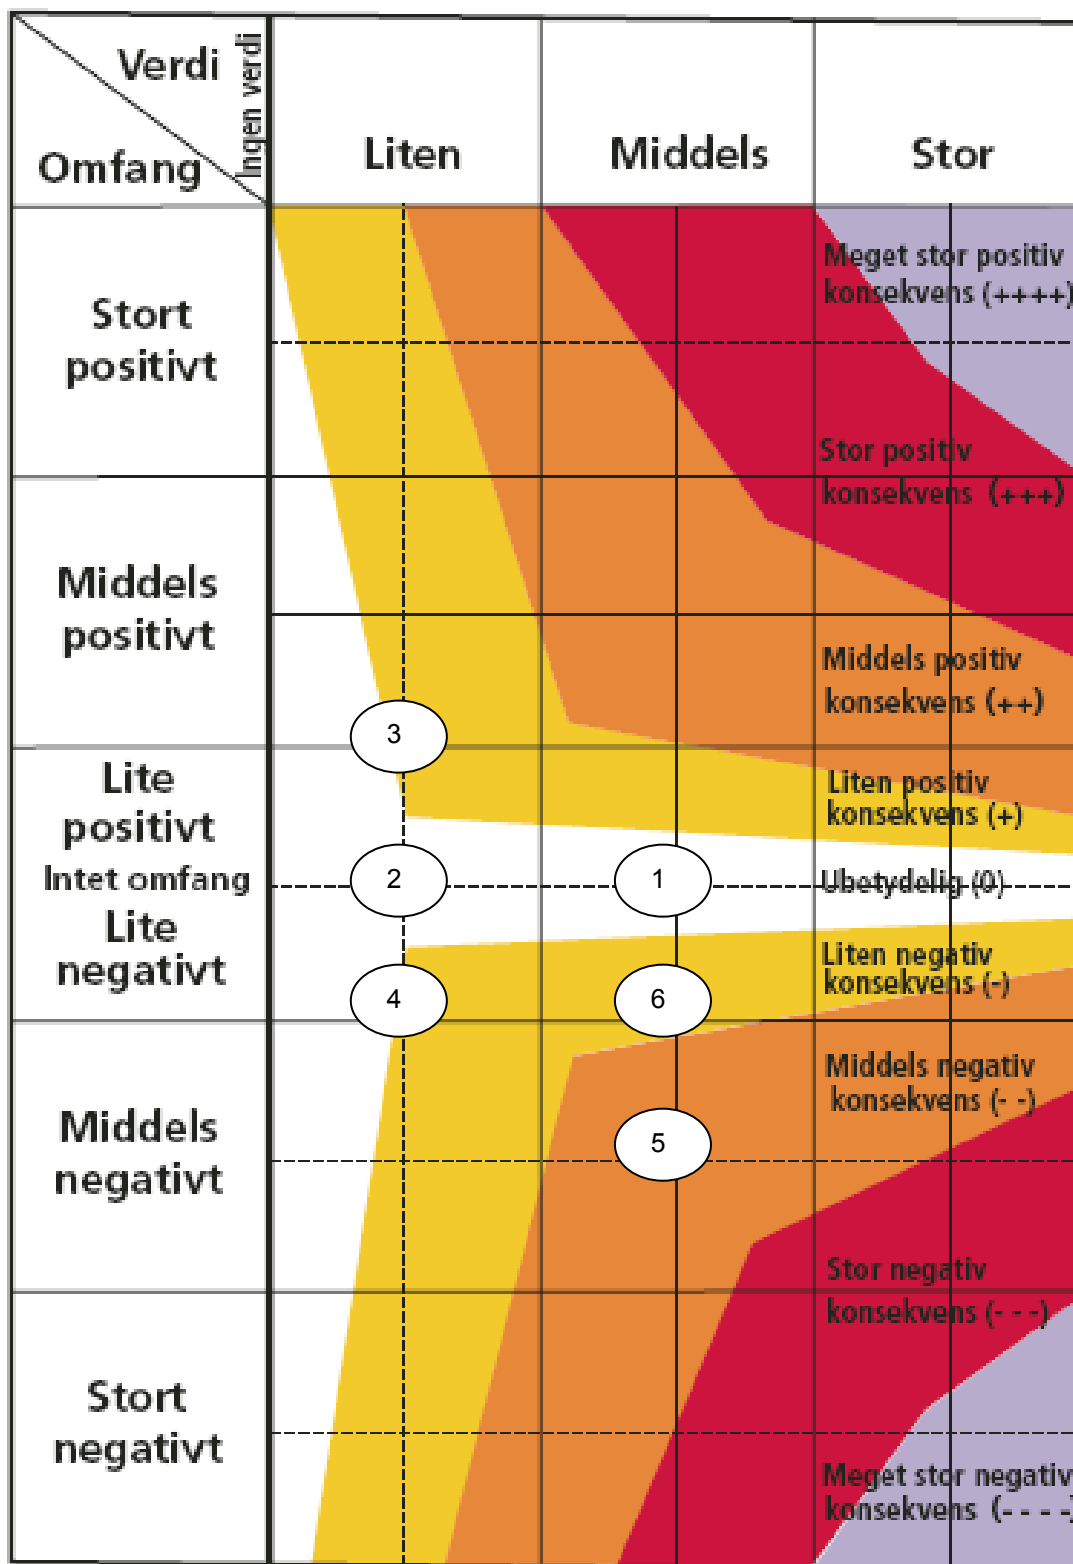 Verdi
Ingen verdi
Omfang
Liten
Middels
Stor
Stort
positivt
Meget stor positiv
konsekvens (++++)
Stor positiv
konsekvens (+++)
Middels
positivt
Middels positiv
konsekvens (++)
3
Lite
positivt
Liten positiv
konsekvens (+)
Intet omfang
2
1
Ubetydelig (0)
Lite
negativt
Liten negativ
konsekvens (-)
4
6
Middels
negativt
Middels negativ
konsekvens (- -)
5
Stor negativ
konsekvens (- - -)
Stort
negativt
Meget stor negativ
konsekvens (- - - -)